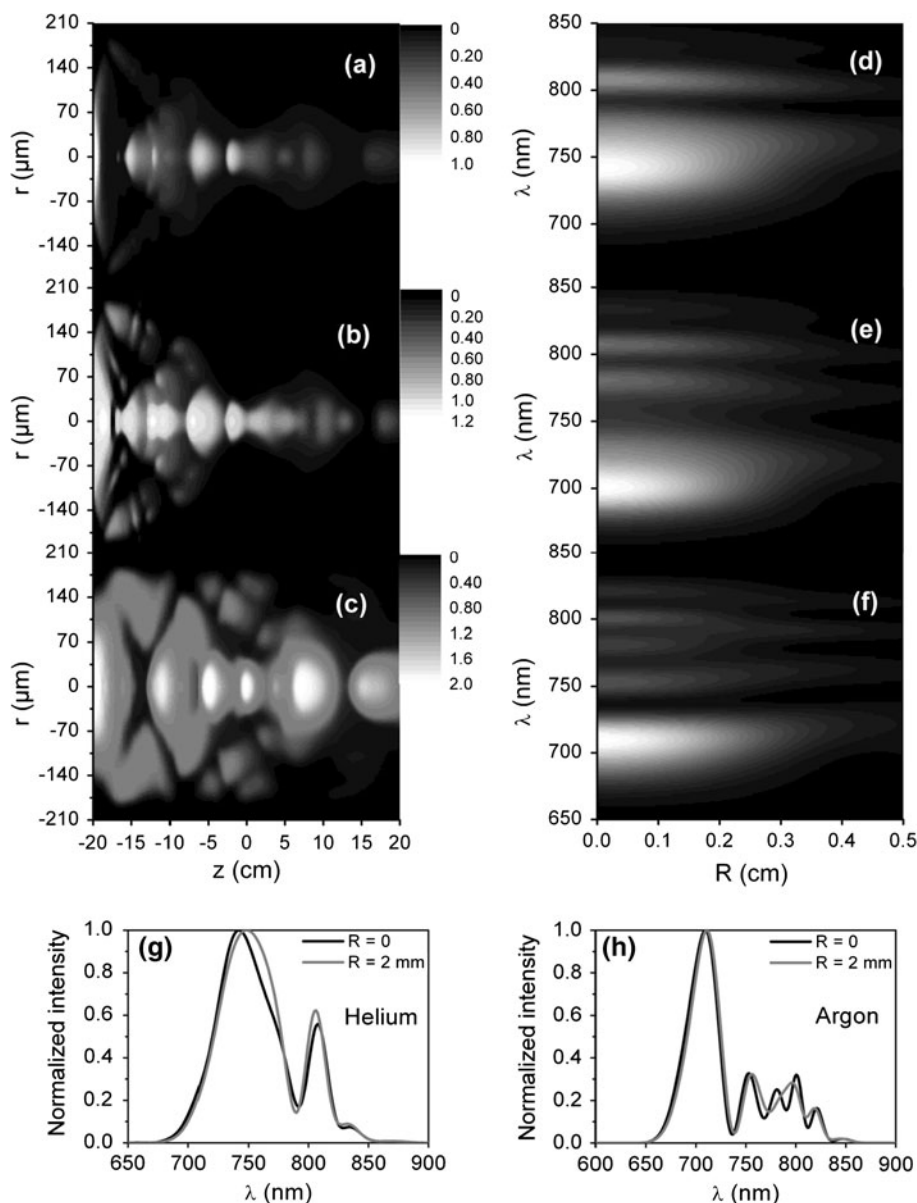 210
140
70
0
-70
-140
r (µm)
(a)
0
0.20
0.40
0.60
0.80
1.0
850
800
750
700
λ (nm)
(d)
210
140
70
0
-70
-140
r (µm)
(b)
0
0.20
0.40
0.60
0.80
1.00
1.2
850
800
750
700
λ (nm)
(e)
210
140
70
0
-70
-140
-210
r (µm)
(c)
0
0.40
0.80
1.2
1.6
2.0
-20 -15 -10 -5 0 5 10 15 20
z (cm)
850
800
750
700
650
λ (nm)
(f)
0.0 0.1 0.2 0.3 0.4 0.5
R (cm)
1.0
0.8
0.6
0.4
0.2
0.0
Normalized intensity
(g)
R = 0
R = 2 mm
Helium
650 700 750 800 850 900
λ (nm)
1.0
0.8
0.6
0.4
0.2
0.0
Normalized intensity
(h)
R = 0
R = 2 mm
Argon
600 650 700 750 800 850 900
λ (nm)